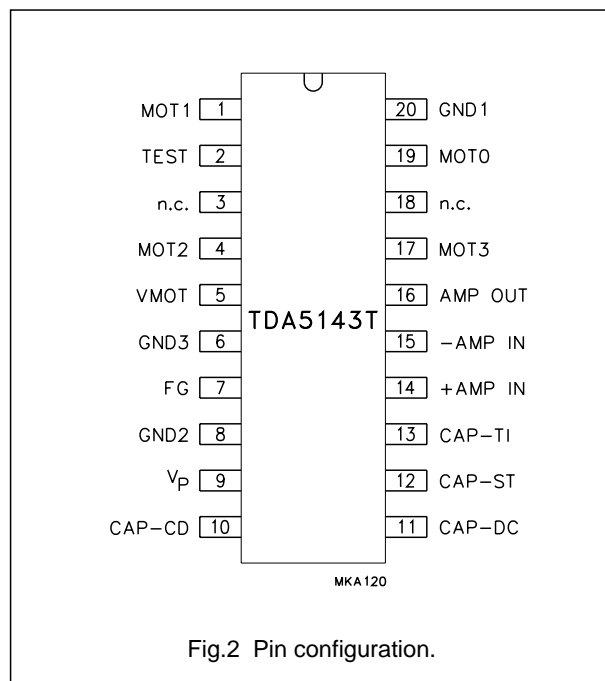 MOT1 1 20 GND1
TEST 2 19 MOT0
n.c. 3 18 n.c.
MOT2 4 17 MOT3
VMOT 5 16 AMP OUT
TDA5143T
GND3 6 15 −AMP IN
FG 7 14 +AMP IN
GND2 8 13 CAP−TI
VP 9 12 CAP−ST
CAP−CD 10 11 CAP−DC
MKA120
Fig.2 Pin configuration.